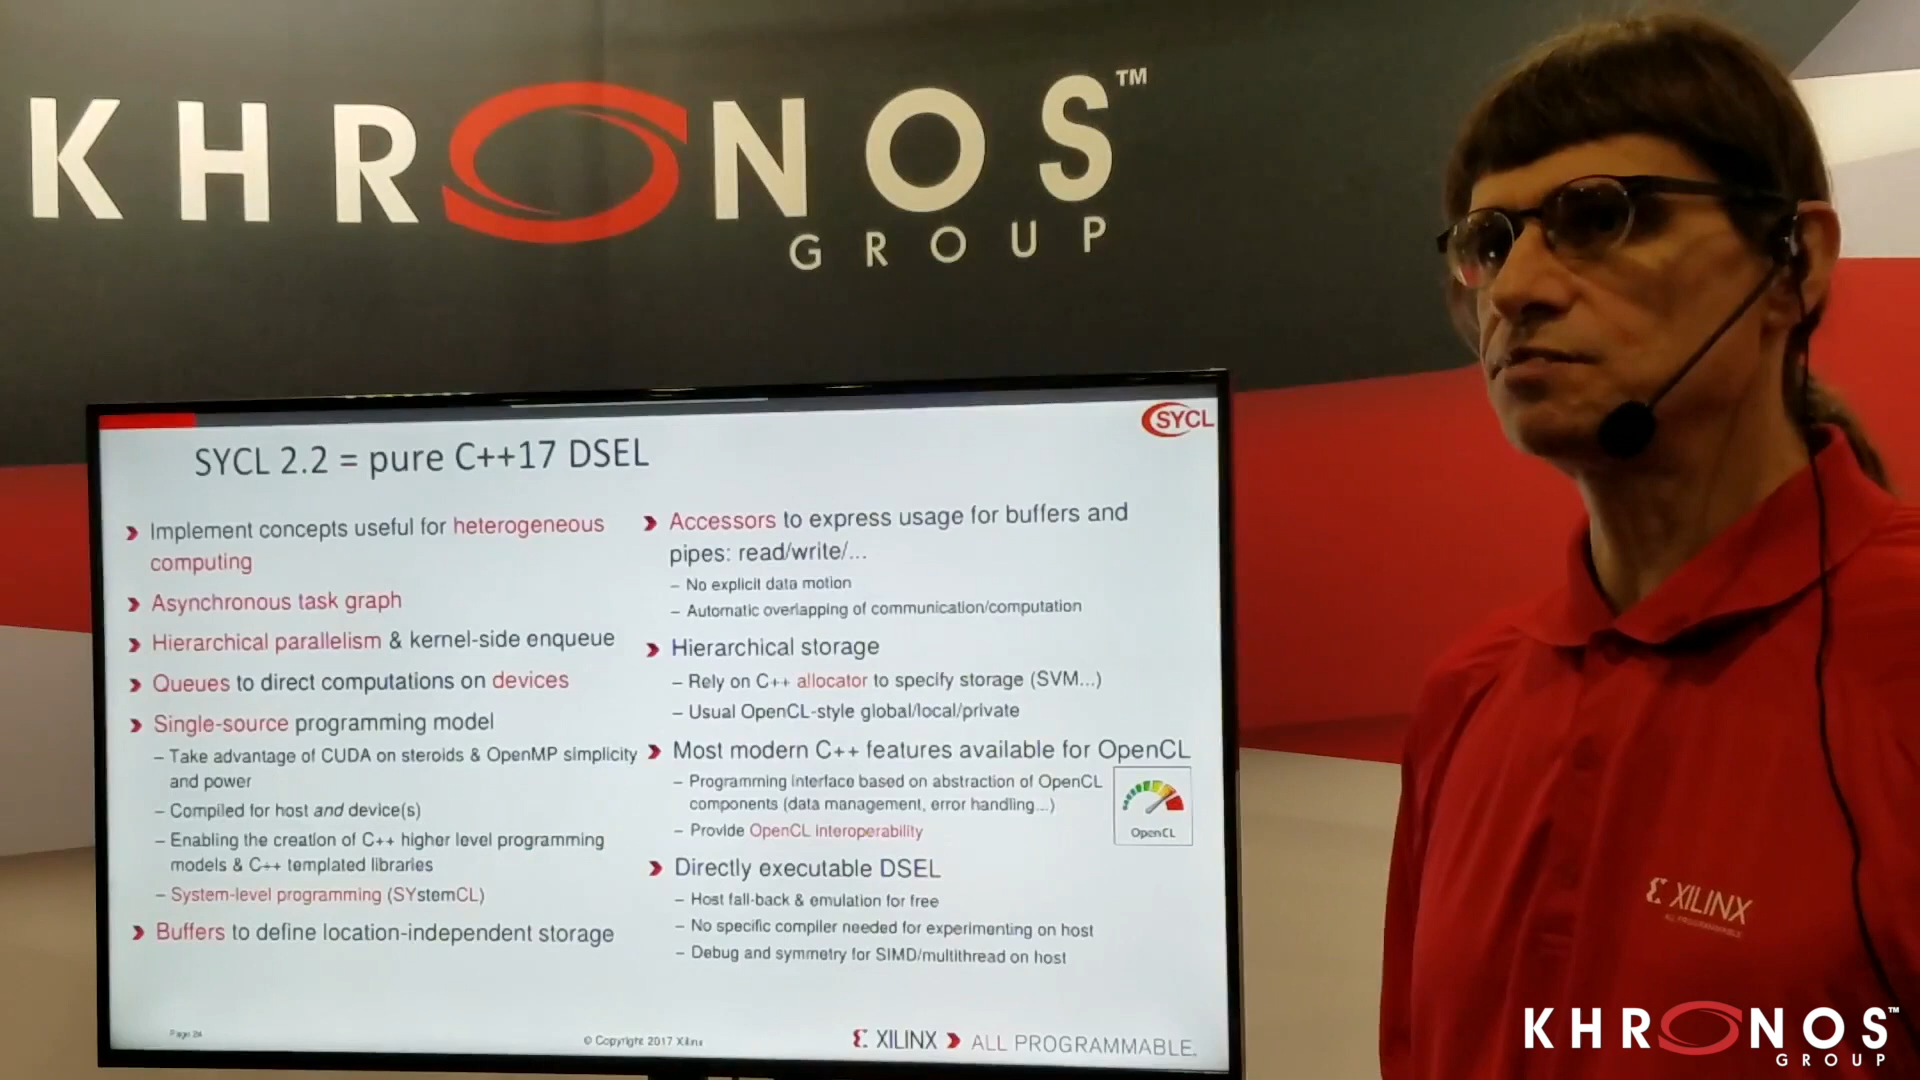 KHRONOS™
GROUP
SYCL
SYCL 2.2 = pure C++17 DSEL
Implement concepts useful for heterogeneous
computing
Asynchronous task graph
Hierarchical parallelism & kernel-side enqueue
Queues to direct computations on devices
Single-source programming model
– Take advantage of CUDA on steroids & OpenMP simplicity
and power
– Compiled for host and device(s)
– Enabling the creation of C++ higher level programming
models & C++ templated libraries
– System-level programming (SYstemCL)
Buffers to define location-independent storage
Accessors to express usage for buffers and
pipes: read/write/...
– No explicit data motion
– Automatic overlapping of communication/computation
Hierarchical storage
– Rely on C++ allocator to specify storage (SVM...)
– Usual OpenCL-style global/local/private
Most modern C++ features available for OpenCL
– Programming interface based on abstraction of OpenCL
components (data management, error handling...)
– Provide OpenCL interoperability
OpenCL
Directly executable DSEL
– Host fall-back & emulation for free
– No specific compiler needed for experimenting on host
– Debug and symmetry for SIMD/multithread on host
Page 24
© Copyright 2017 Xilinx
XILINX
ALL PROGRAMMABLE.
XILINX
ALL PROGRAMMABLE
KHRONOS™
GROUP